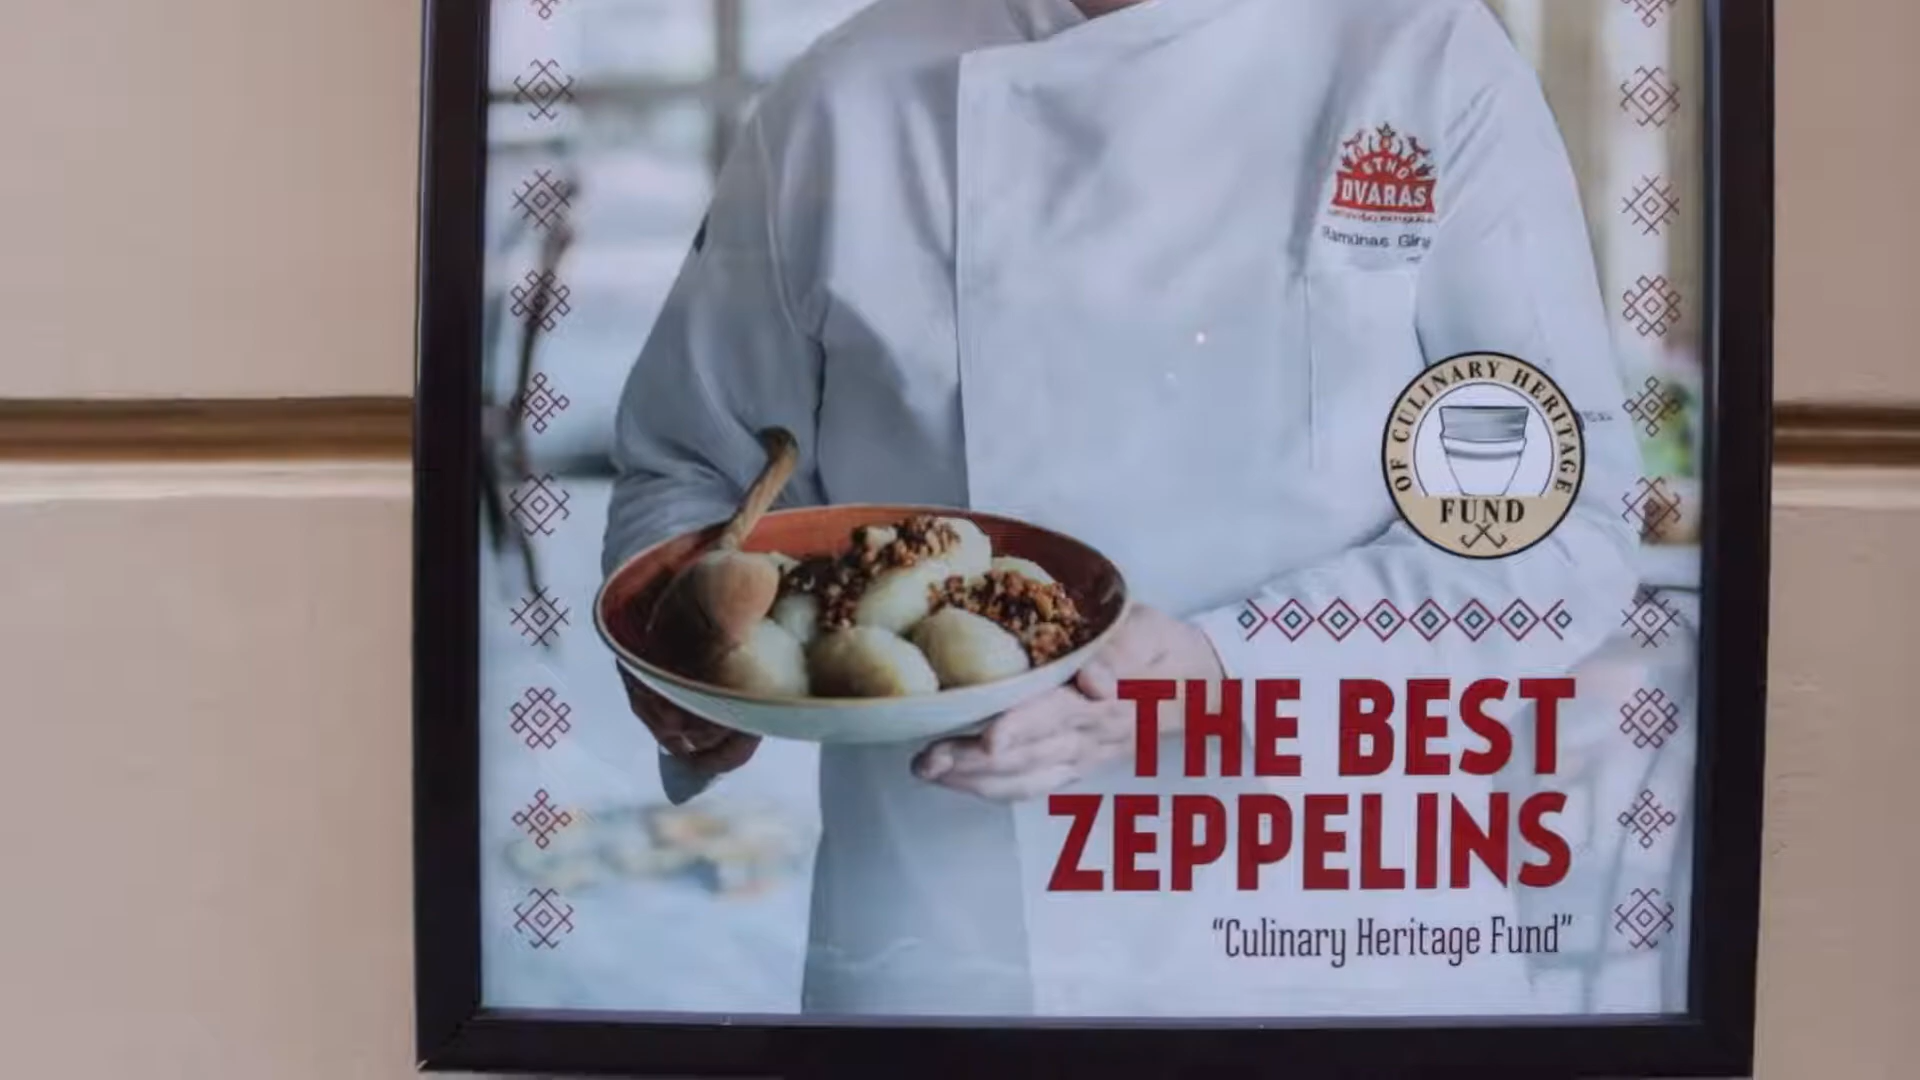 ETNO
DVARAS
Ramūnas
OF CULINARY HERITAGE
FUND
THE BEST
ZEPPELINS
“Culinary Heritage Fund”